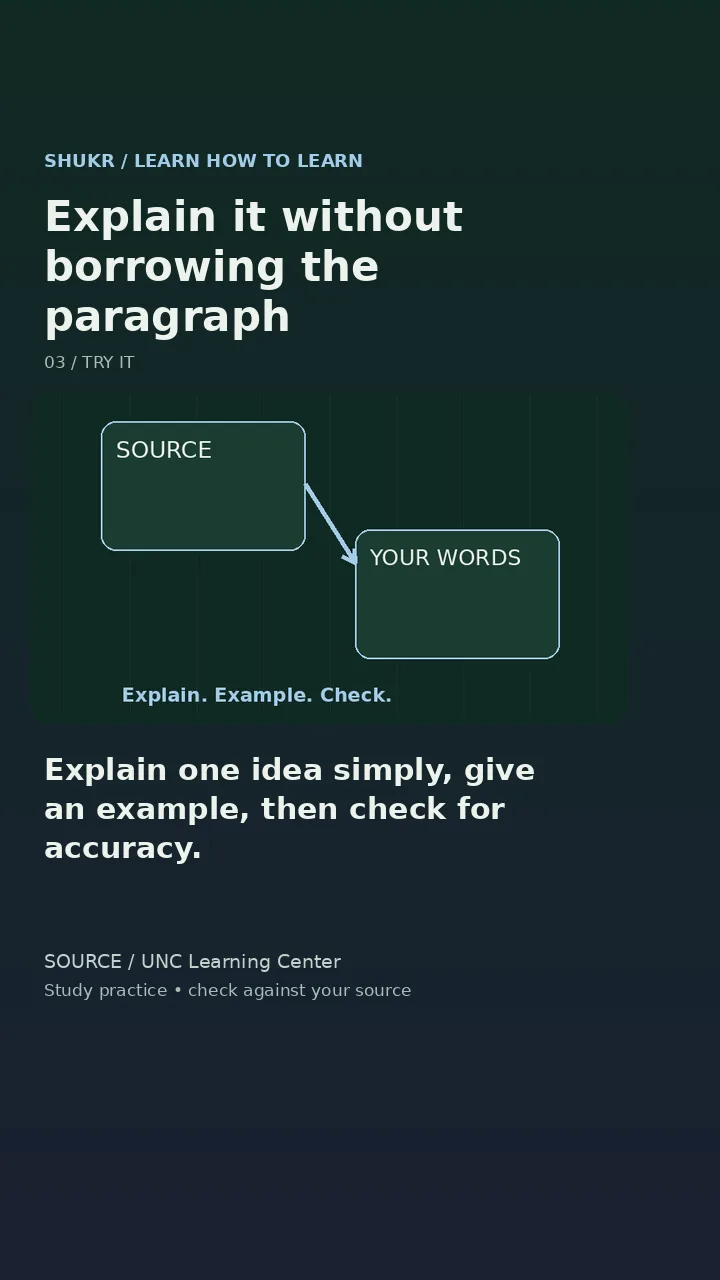 SHUKR / LEARN HOW TO LEARN
Explain it without
borrowing the
paragraph
03 / TRY IT
SOURCE
YOUR WORDS
Explain. Example. Check.
Explain one idea simply, give
an example, then check for
accuracy.
SOURCE / UNC Learning Center
Study practice • check against your source